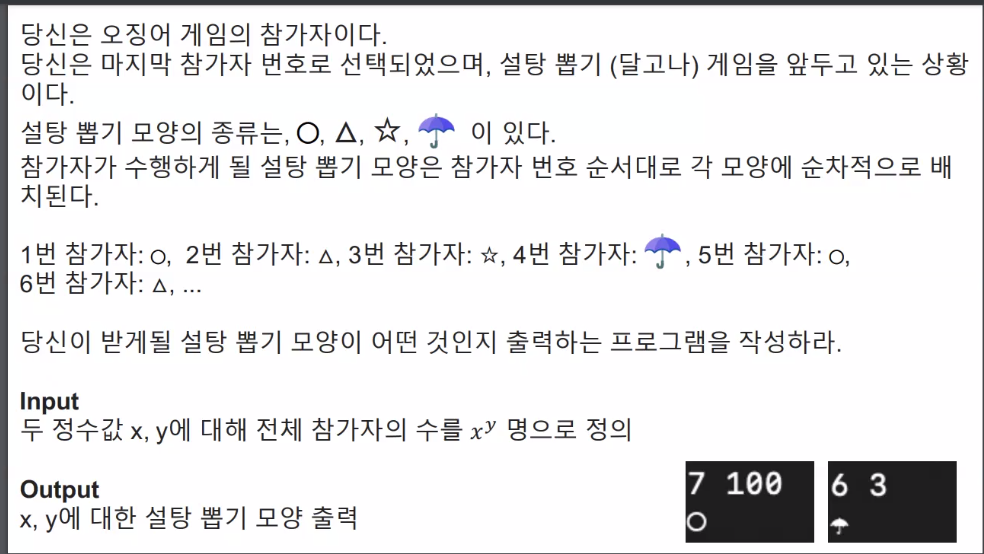 당신은 오징어 게임의 참가자이다.
당신은 마지막 참가자 번호로 선택되었으며, 설탕 뽑기 (달고나) 게임을 앞두고 있는 상황
이다.
설탕 뽑기 모양의 종류는, ○, △, ☆, ☂ 이 있다.
참가자가 수행하게 될 설탕 뽑기 모양은 참가자 번호 순서대로 각 모양에 순차적으로 배
치된다.
1번 참가자: ○, 2번 참가자: △, 3번 참가자: ☆, 4번 참가자: ☂, 5번 참가자: ○,
6번 참가자: △, ...
당신이 받게될 설탕 뽑기 모양이 어떤 것인지 출력하는 프로그램을 작성하라.
Input
두 정수값 x, y에 대해 전체 참가자의 수를 x^y 명으로 정의
Output
x, y에 대한 설탕 뽑기 모양 출력
7 100
○
6 3
☂